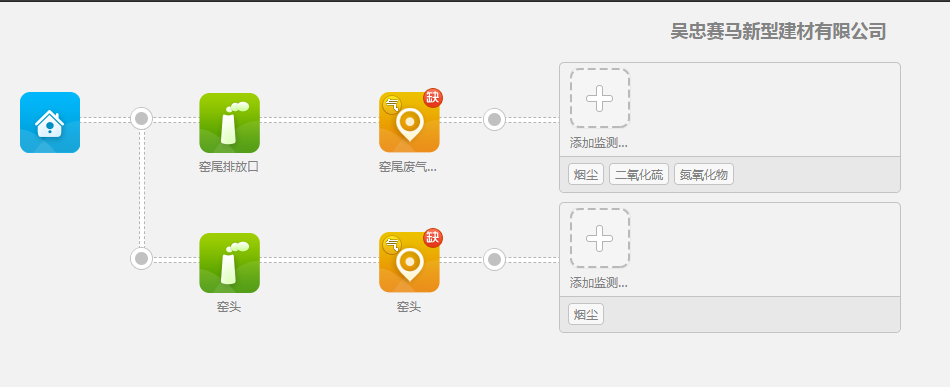 吴忠赛马新型建材有限公司
气
缺
窑尾排放口
窑尾废气...
添加监测...
烟尘 二氧化硫 氮氧化物
气
缺
窑头
窑头
添加监测...
烟尘